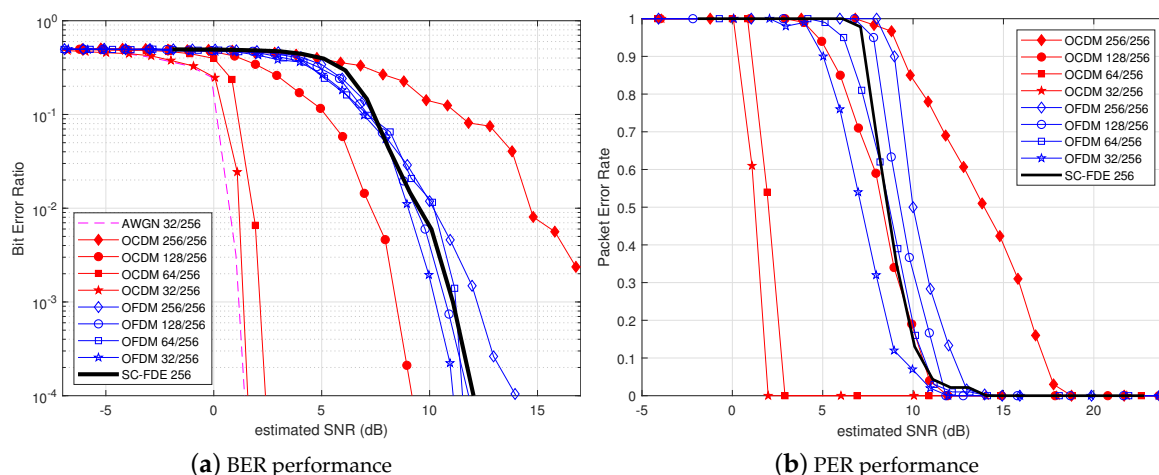 10^0
10^-1
10^-2
10^-3
10^-4
Bit Error Ratio
AWGN 32/256
OCDM 256/256
OCDM 128/256
OCDM 64/256
OCDM 32/256
OFDM 256/256
OFDM 128/256
OFDM 64/256
OFDM 32/256
SC-FDE 256
-5 0 5 10 15
estimated SNR (dB)
(a) BER performance
1
0.9
0.8
0.7
0.6
0.5
0.4
0.3
0.2
0.1
0
Packet Error Rate
OCDM 256/256
OCDM 128/256
OCDM 64/256
OCDM 32/256
OFDM 256/256
OFDM 128/256
OFDM 64/256
OFDM 32/256
SC-FDE 256
-5 0 5 10 15 20
estimated SNR (dB)
(b) PER performance